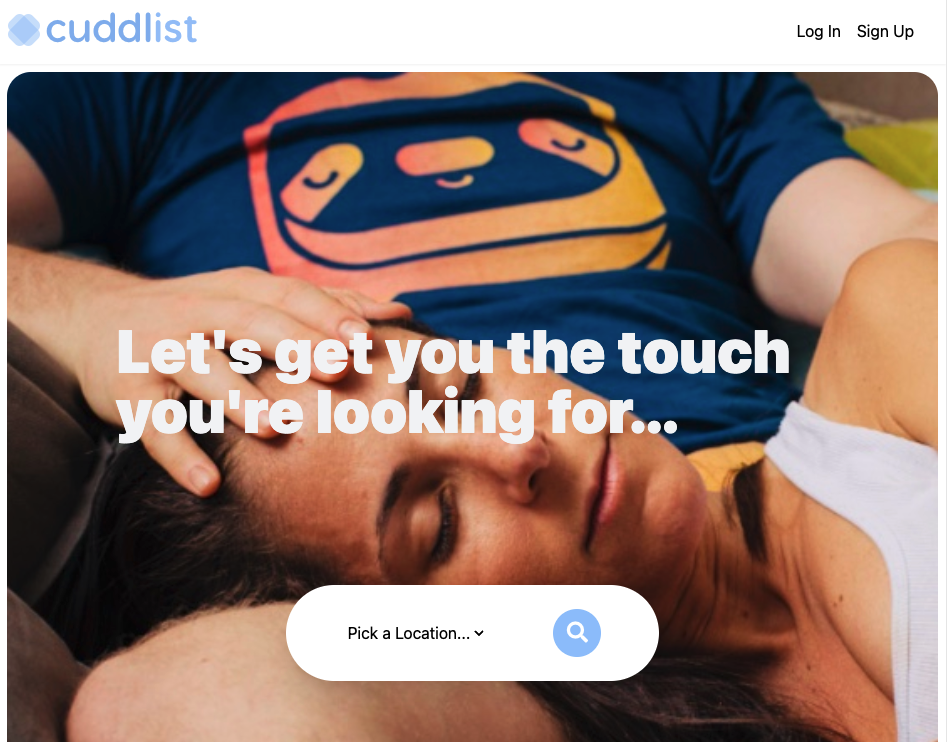 cuddlist
Log In
Sign Up
Let's get you the touch
you're looking for...
Pick a Location...